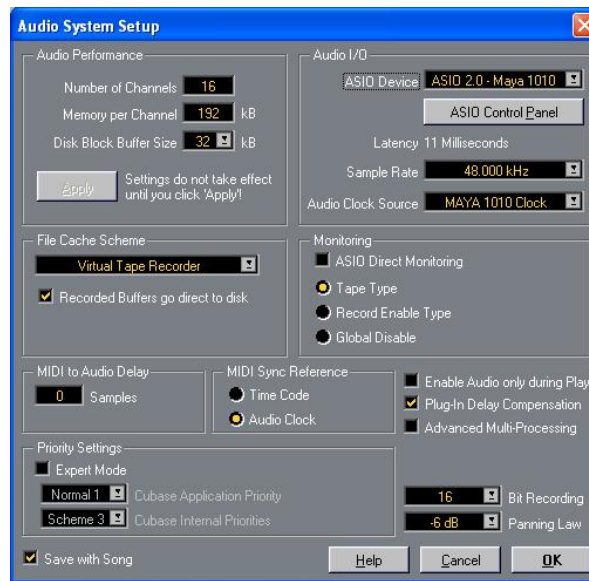 Audio System Setup
Audio Performance
Number of Channels 16
Memory per Channel 192 kB
Disk Block Buffer Size 32 kB
Apply
Settings do not take effect
until you click 'Apply'!
Audio I/O
ASIO Device ASIO 2.0 - Maya 1010
ASIO Control Panel
Latency 11 Milliseconds
Sample Rate 48.000 kHz
Audio Clock Source MAYA 1010 Clock
File Cache Scheme
Virtual Tape Recorder
Recorded Buffers go direct to disk
Monitoring
ASIO Direct Monitoring
Tape Type
Record Enable Type
Global Disable
MIDI to Audio Delay
0 Samples
MIDI Sync Reference
Time Code
Audio Clock
Enable Audio only during Play
Plug-In Delay Compensation
Advanced Multi-Processing
Priority Settings
Expert Mode
Normal 1 Cubase Application Priority
Scheme 3 Cubase Internal Priorities
16 Bit Recording
-6 dB Panning Law
Save with Song
Help
Cancel
OK